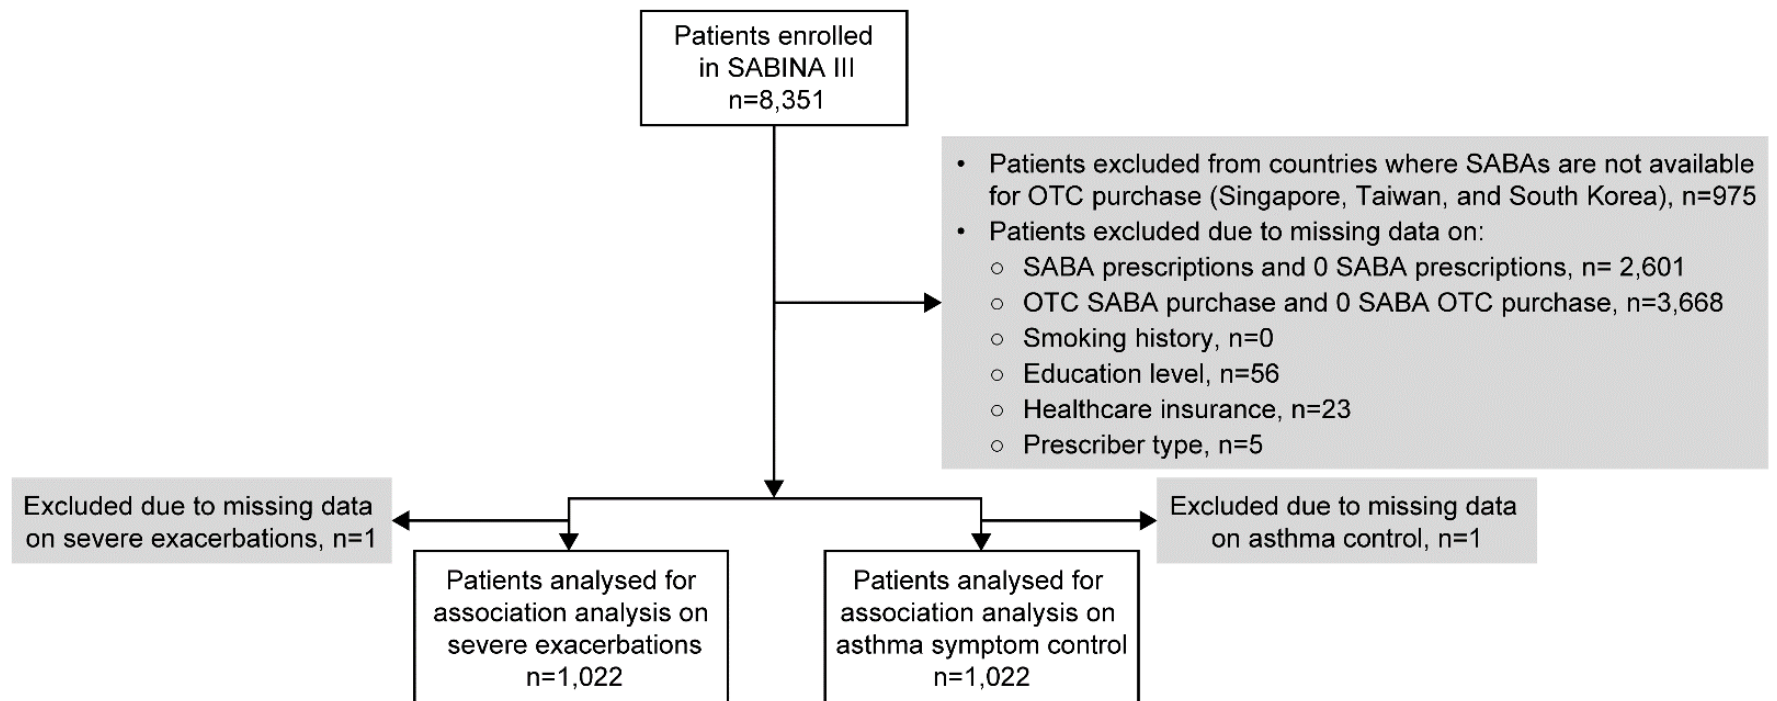 Patients enrolled
in SABINA III
n=8,351
• Patients excluded from countries where SABAs are not available
for OTC purchase (Singapore, Taiwan, and South Korea), n=975
• Patients excluded due to missing data on:
○ SABA prescriptions and 0 SABA prescriptions, n= 2,601
○ OTC SABA purchase and 0 SABA OTC purchase, n=3,668
○ Smoking history, n=0
○ Education level, n=56
○ Healthcare insurance, n=23
○ Prescriber type, n=5
Excluded due to missing data
on severe exacerbations, n=1
Excluded due to missing data
on asthma control, n=1
Patients analysed for
association analysis on
severe exacerbations
n=1,022
Patients analysed for
association analysis on
asthma symptom control
n=1,022